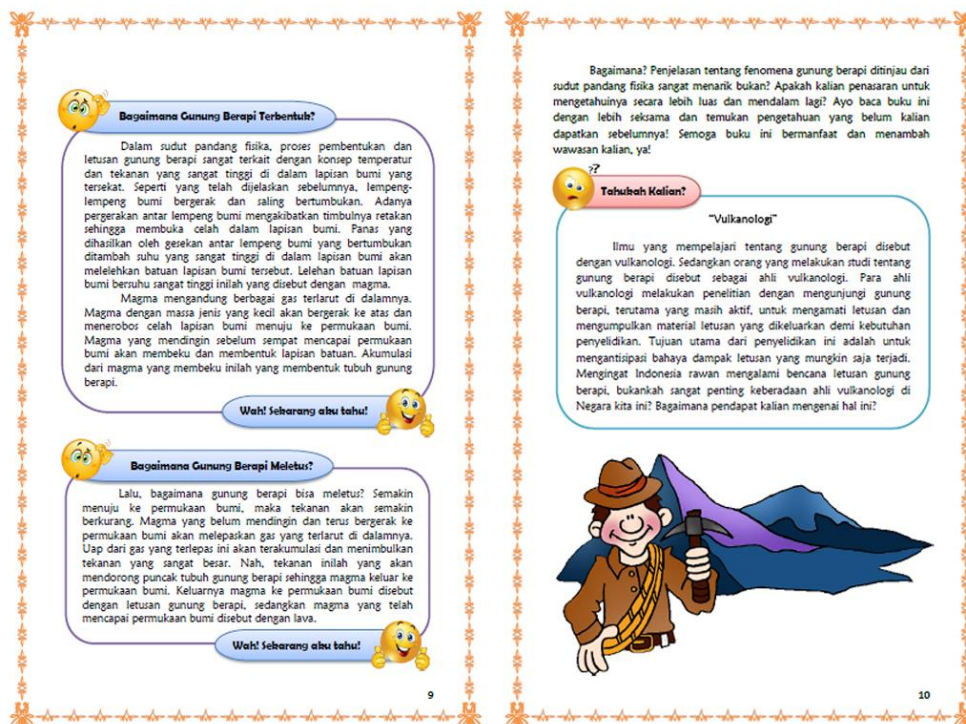 Bagaimana Gunung Berapi Terbentuk?
Dalam sudut pandang fisika, proses pembentukan dan
letusan gunung berapi sangat terkait dengan konsep temperatur
dan tekanan yang sangat tinggi di dalam lapisan bumi yang
tersekat. Seperti yang telah dijelaskan sebelumnya, lempeng-
lempeng bumi bergerak dan saling bertumbukan. Adanya
pergerakan antar lempeng bumi mengakibatkan timbulnya retakan
sehingga membuka celah dalam lapisan bumi. Panas yang
dihasilkan oleh gesekan antar lempeng bumi yang bertumbukan
ditambah suhu yang sangat tinggi di dalam lapisan bumi akan
melelehkan batuan lapisan bumi tersebut. Lelehan batuan lapisan
bumi bersuhu sangat tinggi inilah yang disebut dengan magma.
Magma mengandung berbagai gas terlarut di dalamnya.
Magma dengan massa jenis yang kecil akan bergerak ke atas dan
menerobos celah lapisan bumi menuju ke permukaan bumi.
Magma yang mendingin sebelum sempat mencapai permukaan
bumi akan membeku dan membentuk lapisan batuan. Akumulasi
dari magma yang membeku inilah yang membentuk tubuh gunung
berapi.
Wah! Sekarang aku tahu!
Bagaimana Gunung Berapi Meletus?
Lalu, bagaimana gunung berapi bisa meletus? Semakin
menuju ke permukaan bumi, maka tekanan akan semakin
berkurang. Magma yang belum mendingin dan terus bergerak ke
permukaan bumi akan melepaskan gas yang terlarut di dalamnya.
Uap dari gas yang terlepas ini akan terakumulasi dan menimbulkan
tekanan yang sangat besar. Nah, tekanan inilah yang akan
mendorong puncak tubuh gunung berapi sehingga magma keluar ke
permukaan bumi. Keluarnya magma ke permukaan bumi disebut
dengan letusan gunung berapi, sedangkan magma yang telah
mencapai permukaan bumi disebut dengan lava.
Wah! Sekarang aku tahu!
9
Bagaimana? Penjelasan tentang fenomena gunung berapi ditinjau dari
sudut pandang fisika sangat menarik bukan? Apakah kalian penasaran untuk
mengetahuinya secara lebih luas dan mendalam lagi? Ayo baca buku ini
dengan lebih seksama dan temukan pengetahuan yang belum kalian
dapatkan sebelumnya! Semoga buku ini bermanfaat dan menambah
wawasan kalian, ya!
??
Tahukah Kalian?
"Vulkanologi"
Ilmu yang mempelajari tentang gunung berapi disebut
dengan vulkanologi. Sedangkan orang yang melakukan studi tentang
gunung berapi disebut sebagai ahli vulkanologi. Para ahli
vulkanologi melakukan penelitian dengan mengunjungi gunung
berapi, terutama yang masih aktif, untuk mengamati letusan dan
mengumpulkan material letusan yang dikeluarkan demi kebutuhan
penyelidikan. Tujuan utama dari penyelidikan ini adalah untuk
mengantisipasi bahaya dampak letusan yang mungkin saja terjadi.
Mengingat Indonesia rawan mengalami bencana letusan gunung
berapi, bukankah sangat penting keberadaan ahli vulkanologi di
Negara kita ini? Bagaimana pendapat kalian mengenai hal ini?
10